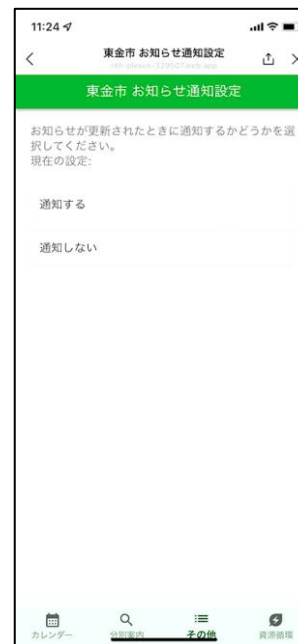 11:24
東金市 お知らせ通知設定
東金市 お知らせ通知設定
お知らせが更新されたときに通知するかどうかを選
択してください。
現在の設定:
通知する
通知しない
カレンダー
分別案内
その他
資源循環